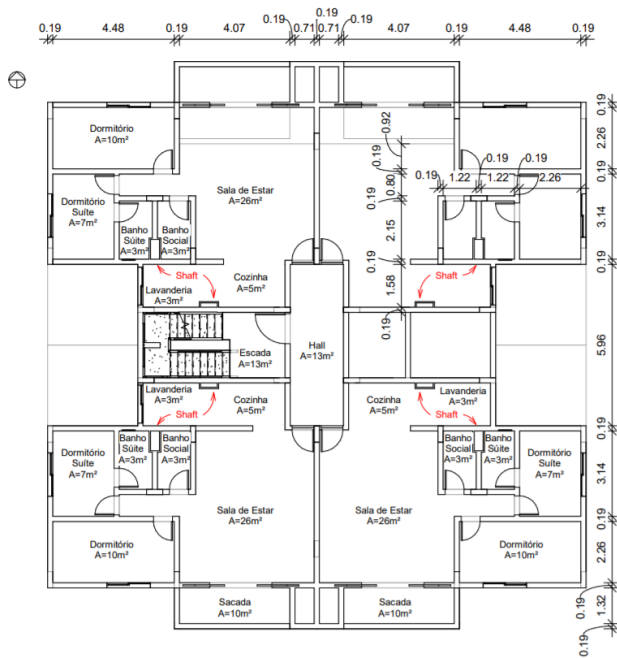 0.19
0.19 4.48 0.19 4.07 0.71 0.71 4.07 0.19 4.48 0.19
0.19 0.19
Dormitório
A=10m²
0.92
0.19
2.26
0.19
0.19 0.19
0.19 1.22 1.22 2.26
0.80
0.19
Sala de Estar
A=26m²
Dormitório
Suíte
A=7m²
0.19
3.14
Banho
Súite
A=3m²
Banho
Social
A=3m²
2.15
0.19
0.19
Shaft
Cozinha
A=5m²
Lavanderia
A=3m²
Shaft
1.58
0.19
Escada
A=13m²
Hall
A=13m²
5.96
Lavanderia
A=3m²
Cozinha
A=5m²
Cozinha
A=5m²
Lavanderia
A=3m²
Shaft
Shaft
0.19
Dormitório
Suíte
A=7m²
Banho
Súite
A=3m²
Banho
Social
A=3m²
Banho
Social
A=3m²
Banho
Súite
A=3m²
Dormitório
Suíte
A=7m²
3.14
Sala de Estar
A=26m²
Sala de Estar
A=26m²
0.19
Dormitório
A=10m²
Dormitório
A=10m²
2.26
0.19
Sacada
A=10m²
Sacada
A=10m²
1.32
0.19